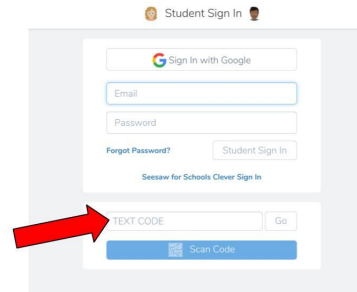 Student Sign In
Sign In with Google
Email
Password
Forgot Password?
Student Sign In
Seesaw for Schools Clever Sign In
TEXT CODE
Go
Scan Code